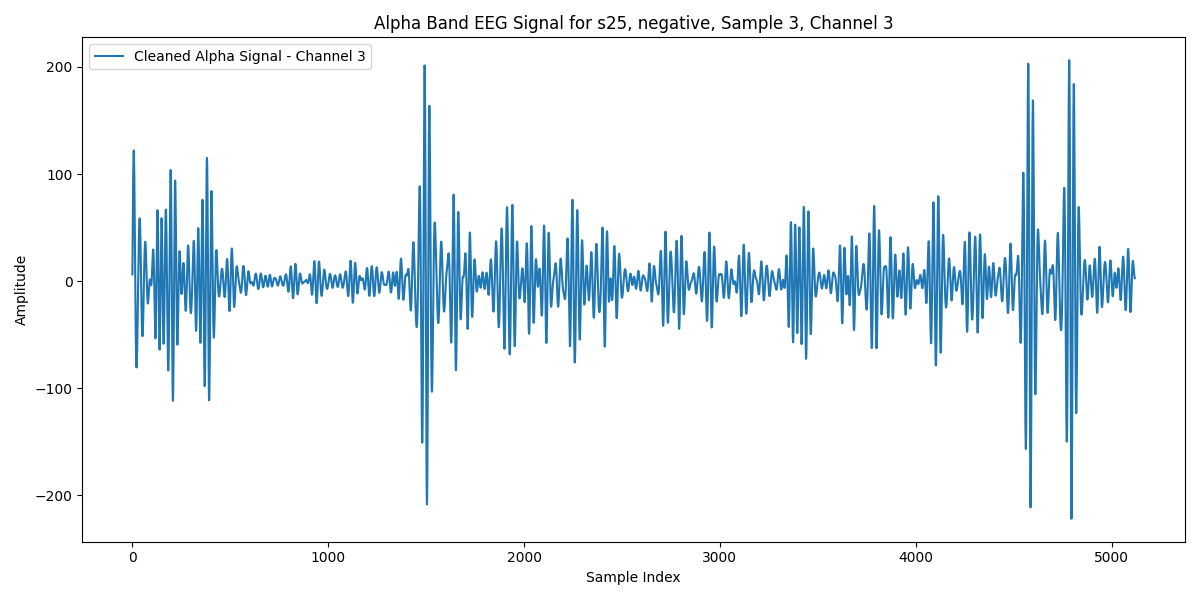 Alpha Band EEG Signal for s25, negative, Sample 3, Channel 3
Cleaned Alpha Signal - Channel 3
Amplitude
200
100
0
−100
−200
0 1000 2000 3000 4000 5000
Sample Index